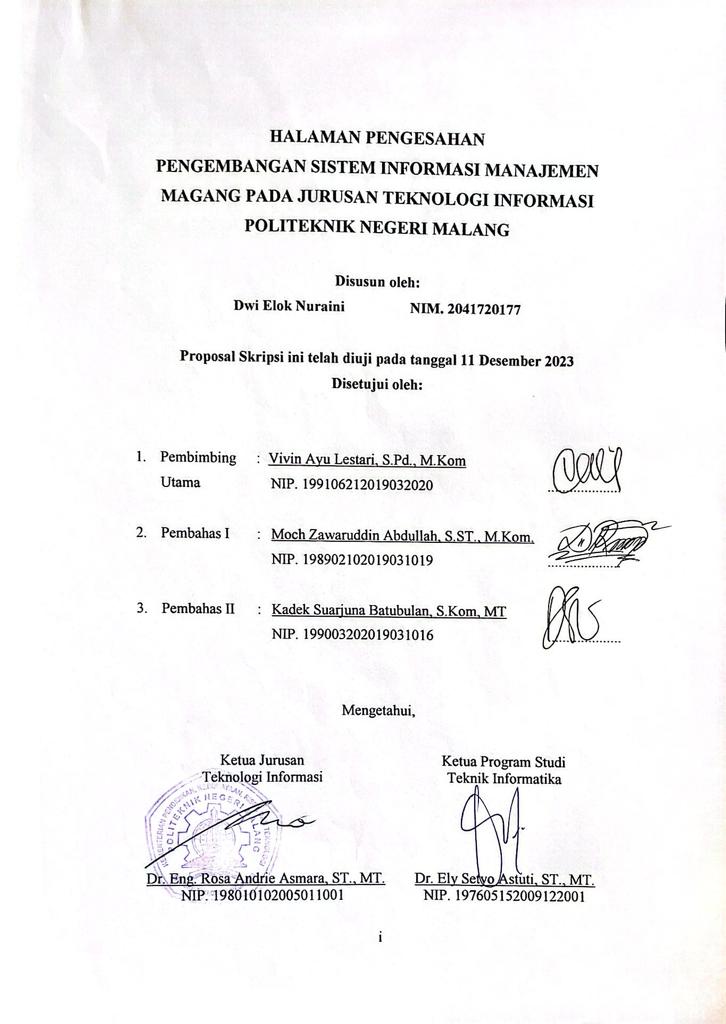 HALAMAN PENGESAHAN
PENGEMBANGAN SISTEM INFORMASI MANAJEMEN
MAGANG PADA JURUSAN TEKNOLOGI INFORMASI
POLITEKNIK NEGERI MALANG
Disusun oleh:
Dwi Elok Nuraini NIM. 2041720177
Proposal Skripsi ini telah diuji pada tanggal 11 Desember 2023
Disetujui oleh:
1. Pembimbing : Vivin Ayu Lestari, S.Pd., M.Kom
Utama NIP. 199106212019032020
2. Pembahas I : Moch Zawaruddin Abdullah, S.ST., M.Kom.
NIP. 198902102019031019
3. Pembahas II : Kadek Suarjuna Batubulan, S.Kom, MT
NIP. 199003202019031016
Mengetahui,
Ketua Jurusan Ketua Program Studi
Teknologi Informasi Teknik Informatika
POLITEKNIK NEGERI MALANG
Dr. Eng. Rosa Andrie Asmara, ST., MT. Dr. Ely Setyo Astuti, ST., MT.
NIP. 198010102005011001 NIP. 197605152009122001
i